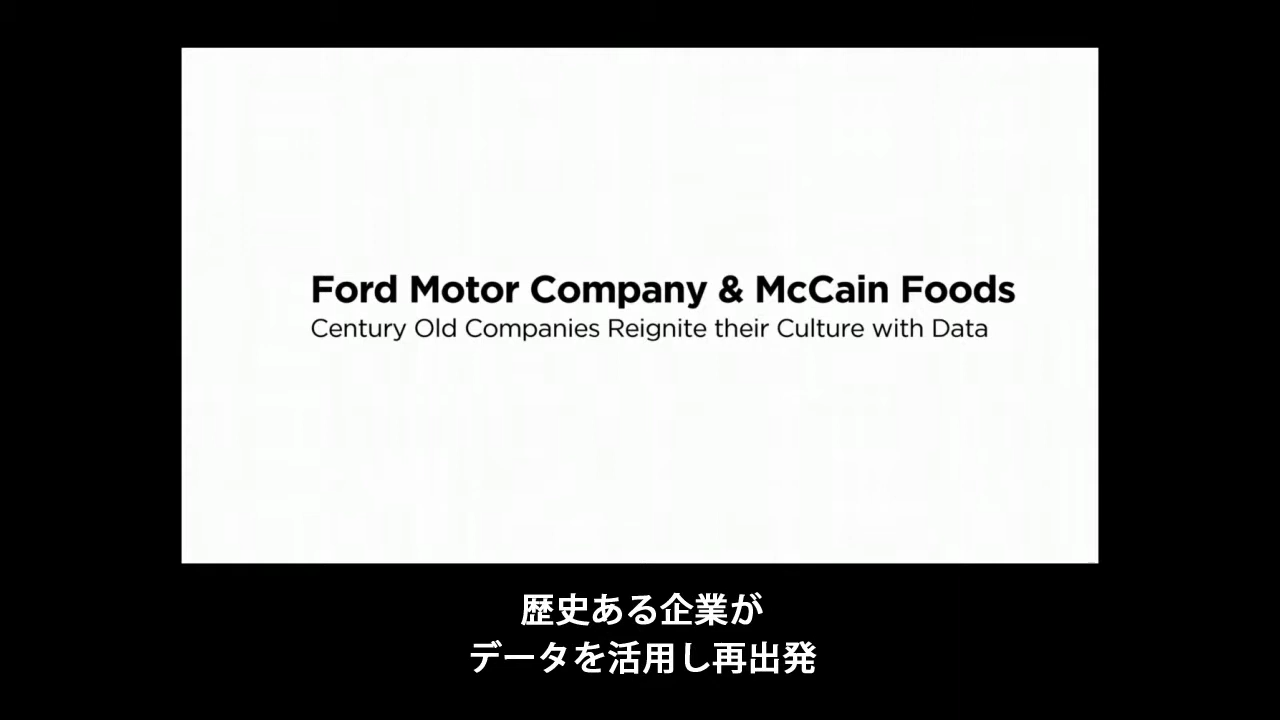 Ford Motor Company & McCain Foods
Century Old Companies Reignite their Culture with Data
歴史ある企業が
データを活用し再出発